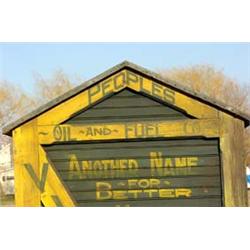 PEOPLES
~ OIL ~AND~ FUEL CO
ANOTHER NAME
~ FOR ~
BETTER